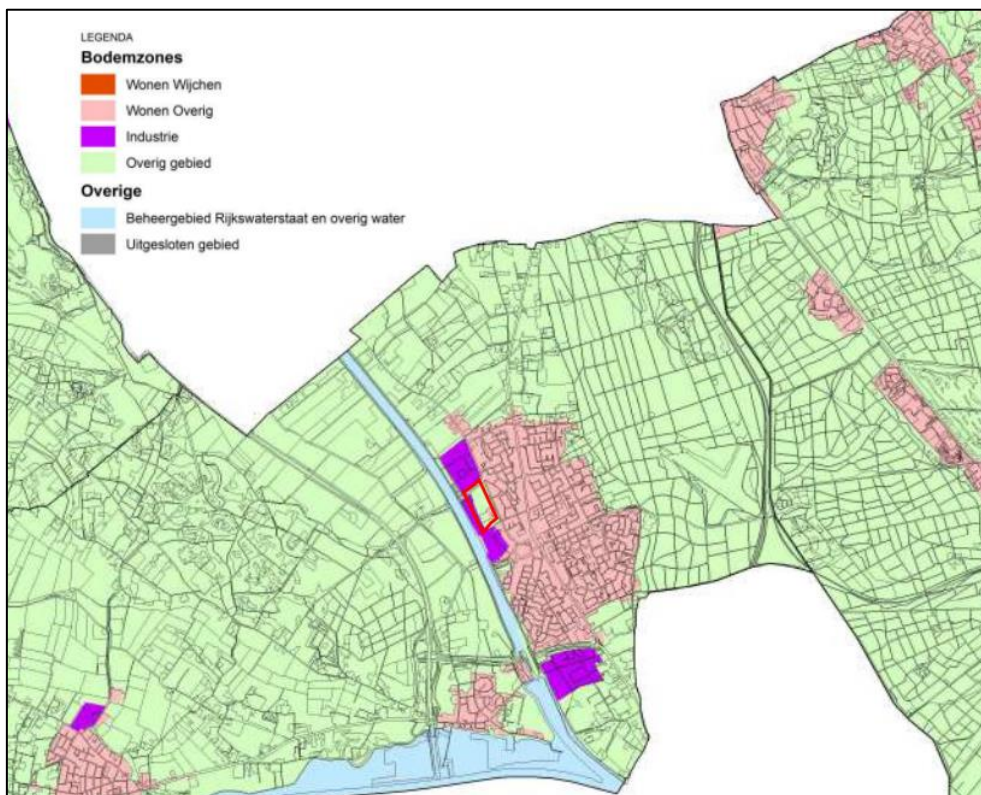 LEGENDA
Bodemzones
Wonen Wijchen
Wonen Overig
Industrie
Overig gebied
Overige
Beheergebied Rijkswaterstaat en overig water
Uitgesloten gebied